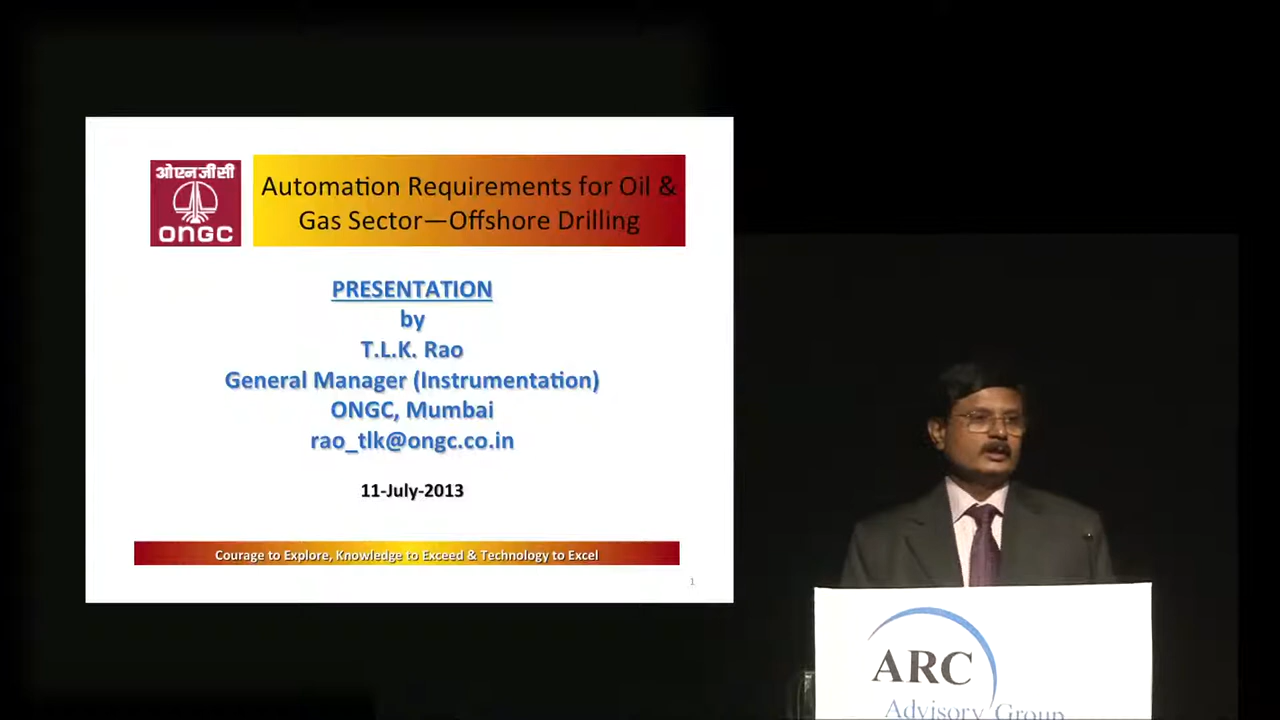 ओएनजीसी
ONGC
Automation Requirements for Oil &
Gas Sector—Offshore Drilling
PRESENTATION
by
T.L.K. Rao
General Manager (Instrumentation)
ONGC, Mumbai
rao_tlk@ongc.co.in
11-July-2013
Courage to Explore, Knowledge to Exceed & Technology to Excel
1
ARC
Advisory Group